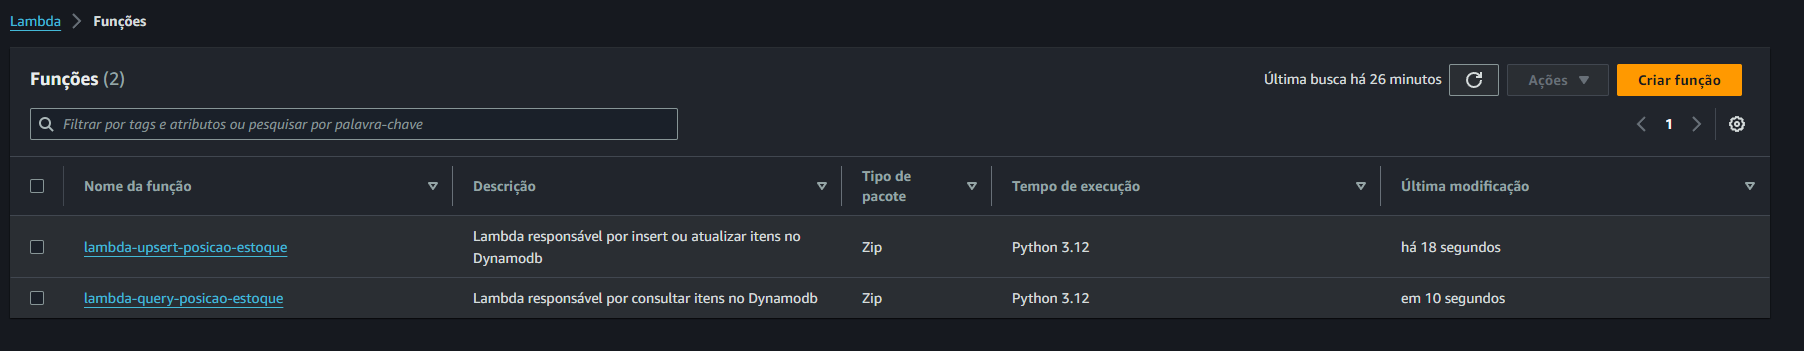 Lambda > Funções
Funções (2)
Última busca há 26 minutos
Ações
Criar função
Filtrar por tags e atributos ou pesquisar por palavra-chave
1
Nome da função
Descrição
Tipo de
pacote
Tempo de execução
Última modificação
lambda-upsert-posicao-estoque
Lambda responsável por insert ou atualizar itens no
Dynamodb
Zip
Python 3.12
há 18 segundos
lambda-query-posicao-estoque
Lambda responsável por consultar itens no Dynamodb
Zip
Python 3.12
em 10 segundos